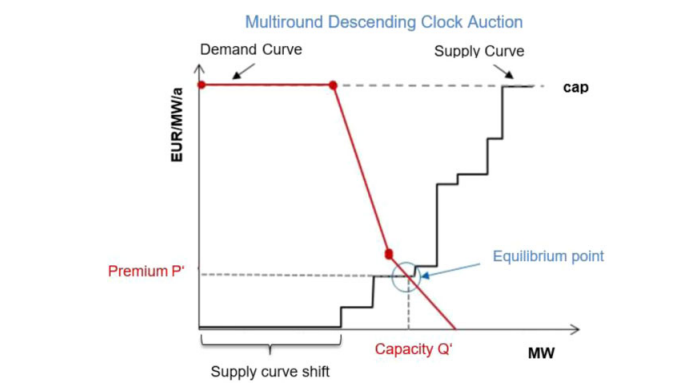 Multiround Descending Clock Auction
Demand Curve
Supply Curve
cap
EUR/MW/a
Equilibrium point
Premium P'
Capacity Q'
MW
Supply curve shift